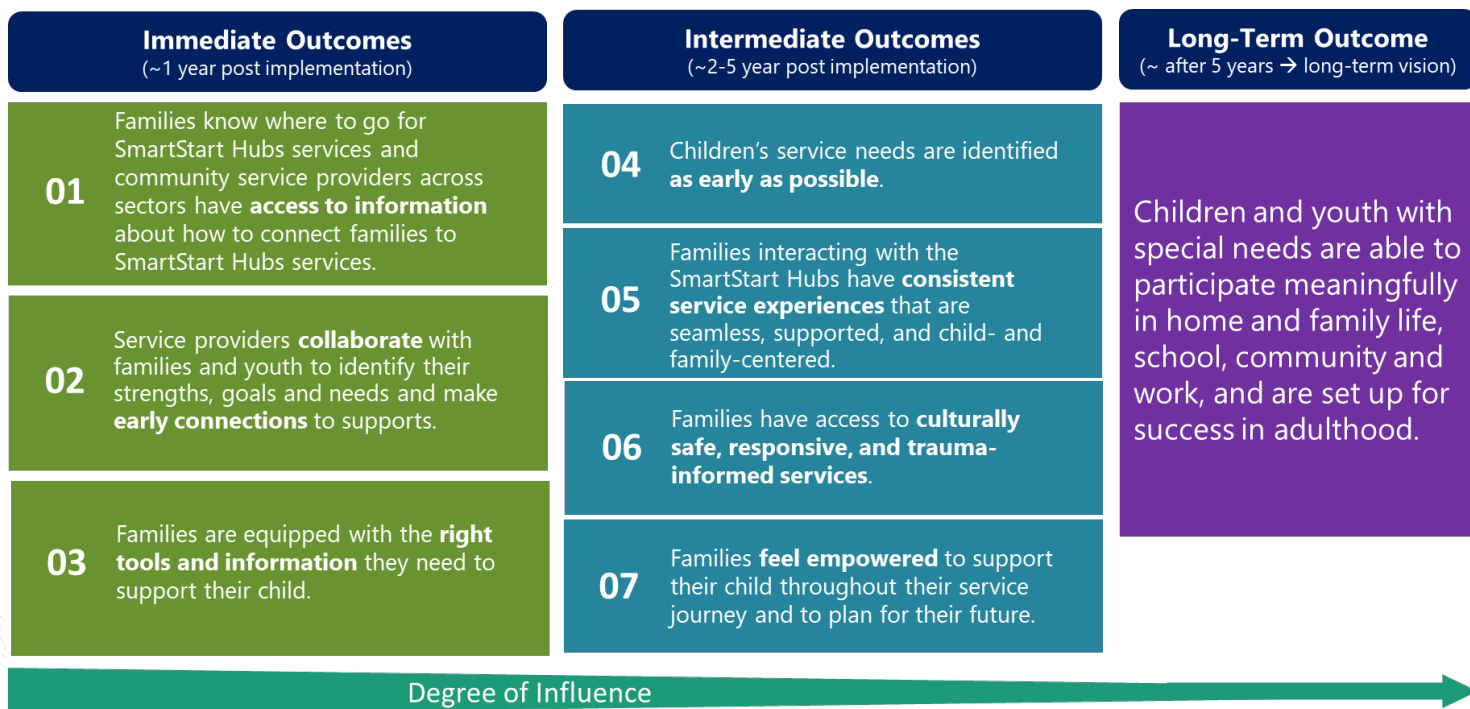 Immediate Outcomes
(~1 year post implementation)
01
Families know where to go for
SmartStart Hubs services and
community service providers across
sectors have access to information
about how to connect families to
SmartStart Hubs services.
02
Service providers collaborate with
families and youth to identify their
strengths, goals and needs and make
early connections to supports.
03
Families are equipped with the right
tools and information they need to
support their child.
Intermediate Outcomes
(~2-5 year post implementation)
04
Children’s service needs are identified
as early as possible.
05
Families interacting with the
SmartStart Hubs have consistent
service experiences that are
seamless, supported, and child- and
family-centered.
06
Families have access to culturally
safe, responsive, and trauma-
informed services.
07
Families feel empowered to support
their child throughout their service
journey and to plan for their future.
Long-Term Outcome
(~ after 5 years → long-term vision)
Children and youth with
special needs are able to
participate meaningfully
in home and family life,
school, community and
work, and are set up for
success in adulthood.
Degree of Influence